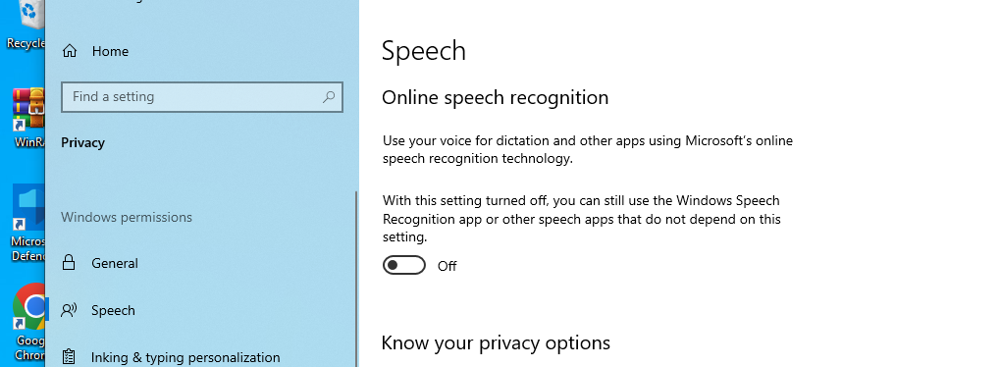 Recycle
WinRA
Micros
Defen
Goog
Chron
Home
Find a setting
Privacy
Windows permissions
General
Speech
Inking & typing personalization
Speech
Online speech recognition
Use your voice for dictation and other apps using Microsoft's online
speech recognition technology.
With this setting turned off, you can still use the Windows Speech
Recognition app or other speech apps that do not depend on this
setting.
Off
Know your privacy options